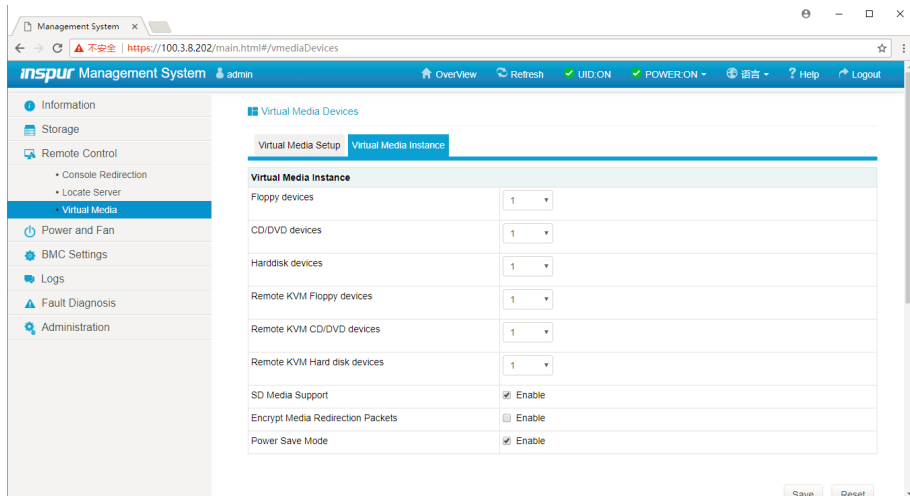 Management System
不安全 | https://100.3.8.202/main.html#/vmediaDevices
inspur Management System admin OverView Refresh UID:ON POWER:ON 语言 Help Logout
Information
Storage
Remote Control
• Console Redirection
• Locate Server
• Virtual Media
Power and Fan
BMC Settings
Logs
Fault Diagnosis
Administration
Virtual Media Devices
Virtual Media Setup Virtual Media Instance
Virtual Media Instance
Floppy devices 1
CD/DVD devices 1
Harddisk devices 1
Remote KVM Floppy devices 1
Remote KVM CD/DVD devices 1
Remote KVM Hard disk devices 1
SD Media Support Enable
Encrypt Media Redirection Packets Enable
Power Save Mode Enable
Save Reset